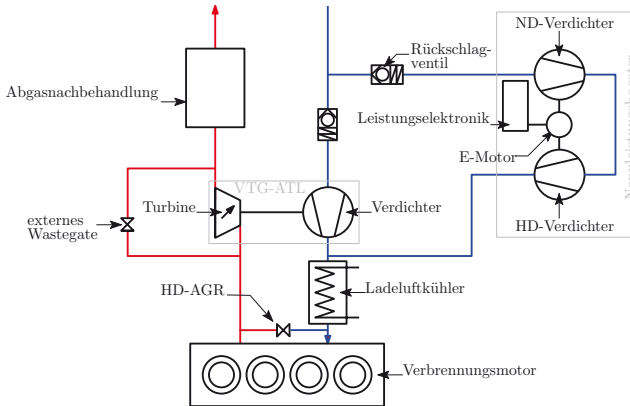 ND-Verdichter
Rückschlag-
ventil
Abgasnachbehandlung
Leistungselektronik
E-Motor
VTG-ATL
Turbine
Verdichter
externes
Wastegate
HD-Verdichter
HD-AGR
Ladeluftkühler
Verbrennungsmotor